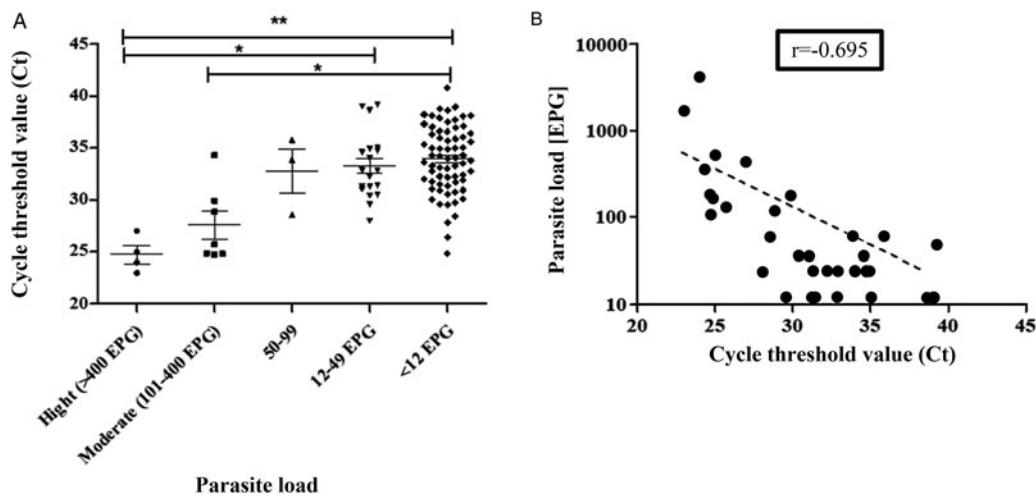 A
**
*
*
45
40
35
30
25
20
Cycle threshold value (Ct)
Hight (>400 EPG)
Moderate (101-400 EPG)
50-99
12-49 EPG
<12 EPG
Parasite load
B
r=-0.695
10000
1000
100
10
Parasite load [EPG]
20 25 30 35 40 45
Cycle threshold value (Ct)